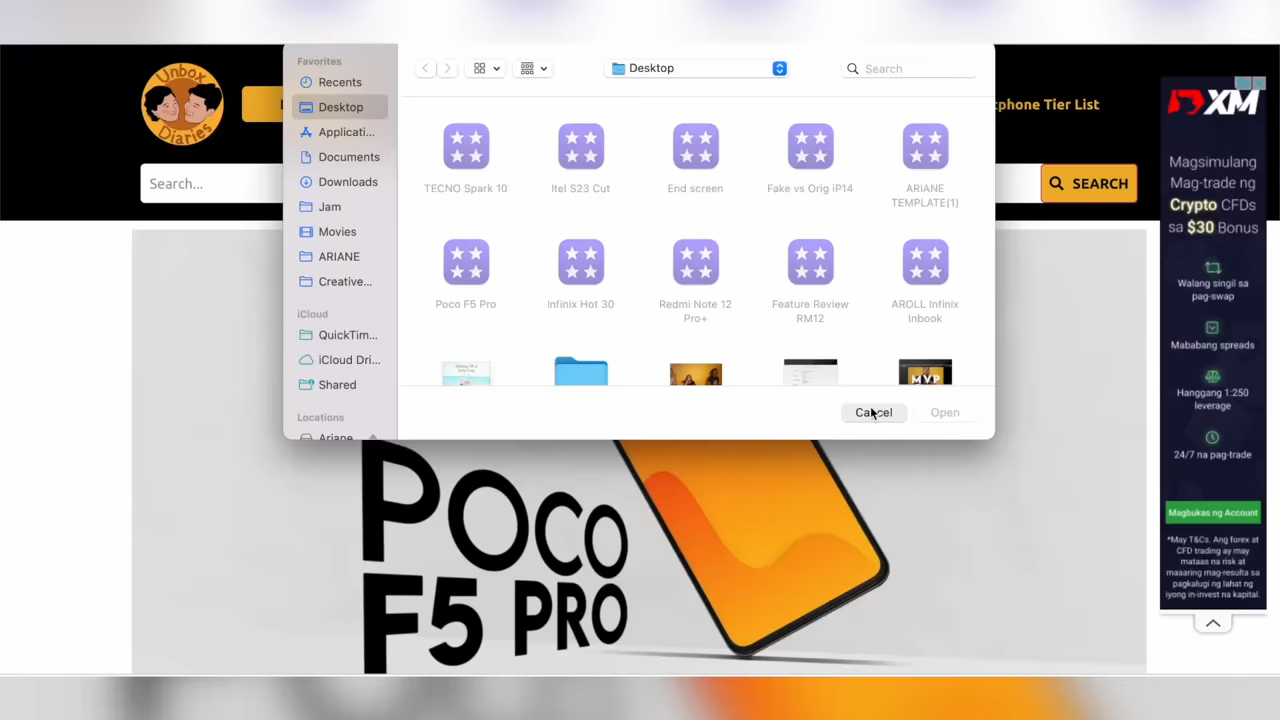 Favorites
Recents
Desktop
Applicati...
Documents
Downloads
Jam
Movies
ARIANE
Creative...
iCloud
QuickTim...
iCloud Dri...
Shared
Locations
Ariane
Desktop
Search
TECNO Spark 10
Itel S23 Cut
End screen
Fake vs Orig iP14
ARIANE
TEMPLATE(1)
Poco F5 Pro
Infinix Hot 30
Redmi Note 12
Pro+
Feature Review
RM12
AROLL Infinix
Inbook
MVP
Cancel
Open
Unbox
Diaries
phone Tier List
Search...
SEARCH
POCO
F5 PRO
XM
Magsimulang
Mag-trade ng
Crypto CFDs
sa $30 Bonus
Walang singil sa
pag-swap
Mababang spreads
Hanggang 1:250
leverage
24/7 na pag-trade
Magbukas ng Account
*May T&Cs. Ang forex at
CFD trading ay may
mataas na risk at
maaaring mag-resulta sa
pagkalugi ng lahat ng
iyong in-invest na kapital.